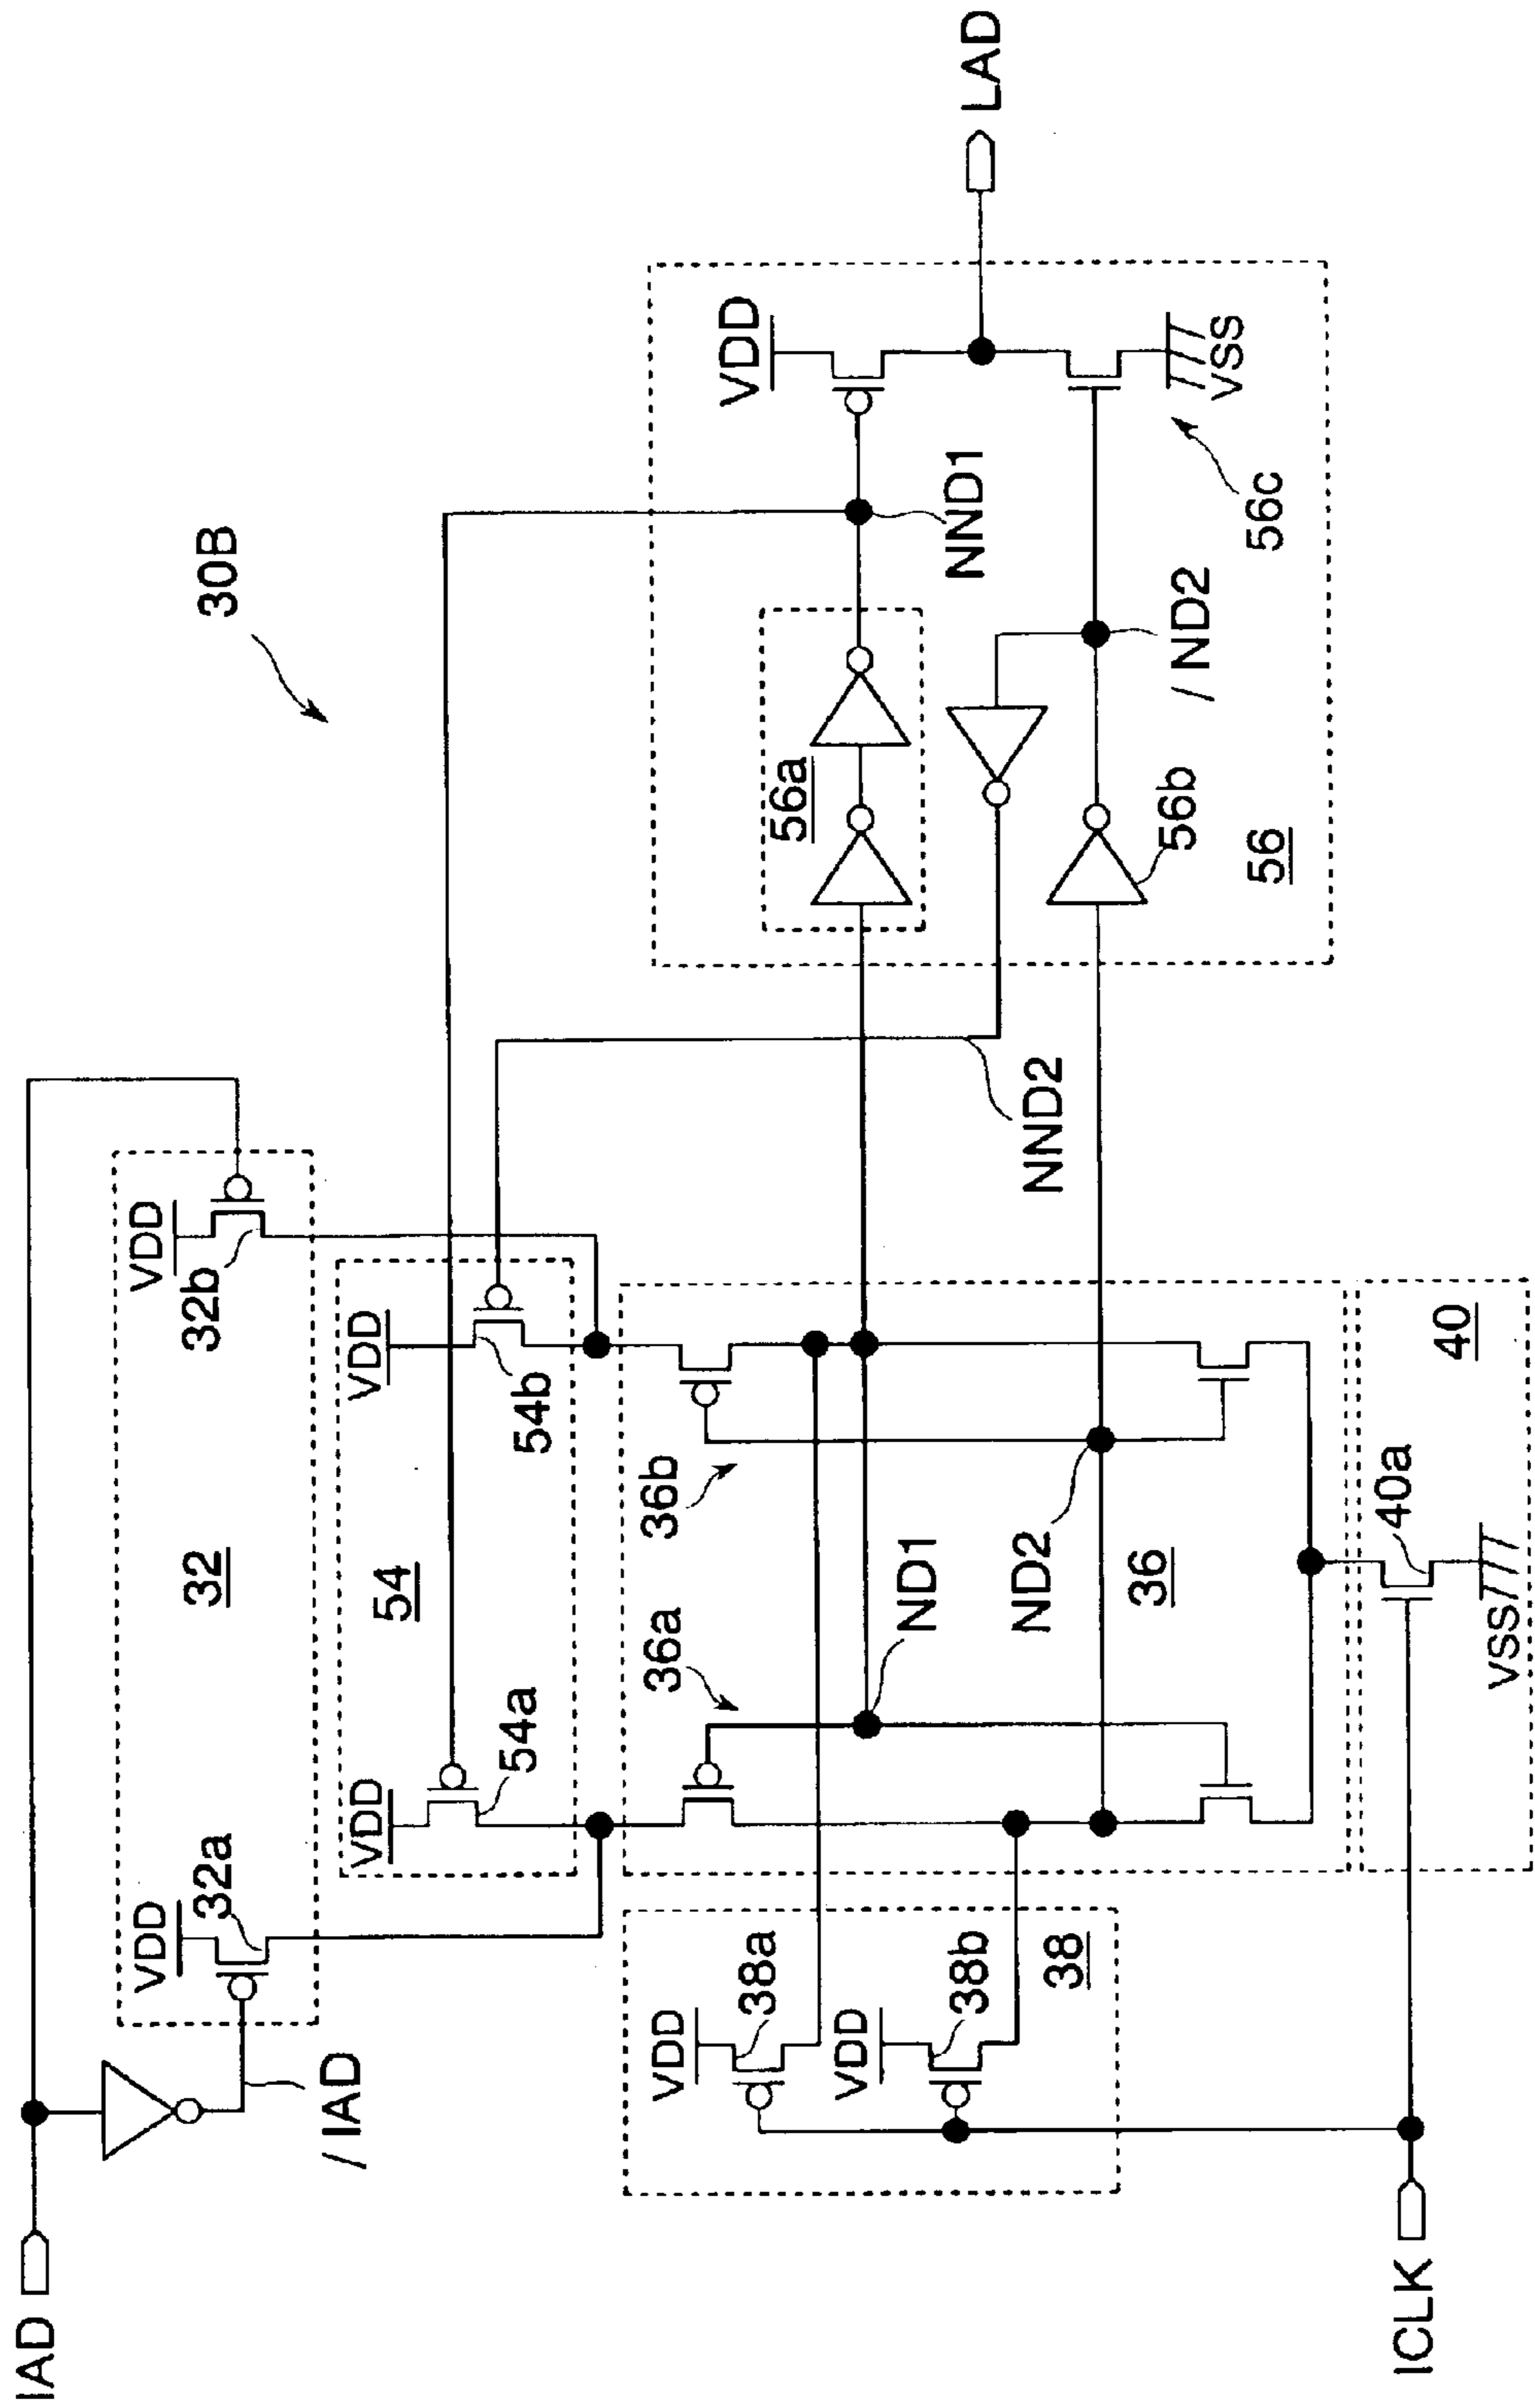 30B
IAD
/ IAD
VDD
32a
32
VDD
32b
VDD
54a
54
VDD
54b
VDD
38a
VDD
38b
38
36a
36b
ND1
ND2
36
NND2
56a
NND1
VDD
LAD
56b
/ ND2
56
56c
VSS
40a
40
VSS
ICLK